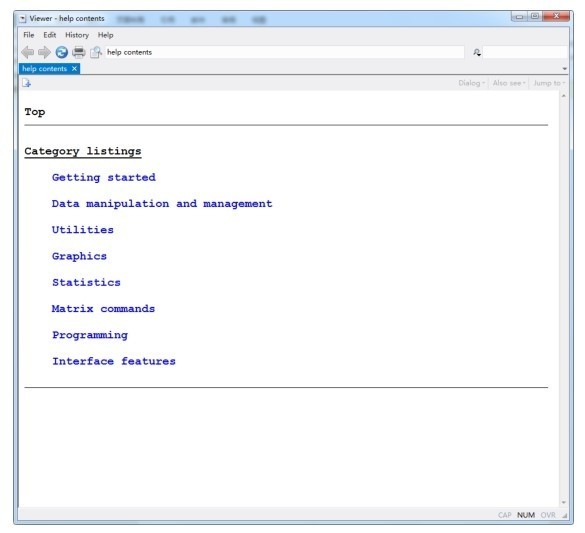 Viewer - help contents
File Edit History Help
help contents
help contents X
Dialog Also see Jump to
Top
Category listings
Getting started
Data manipulation and management
Utilities
Graphics
Statistics
Matrix commands
Programming
Interface features
CAP NUM OVR